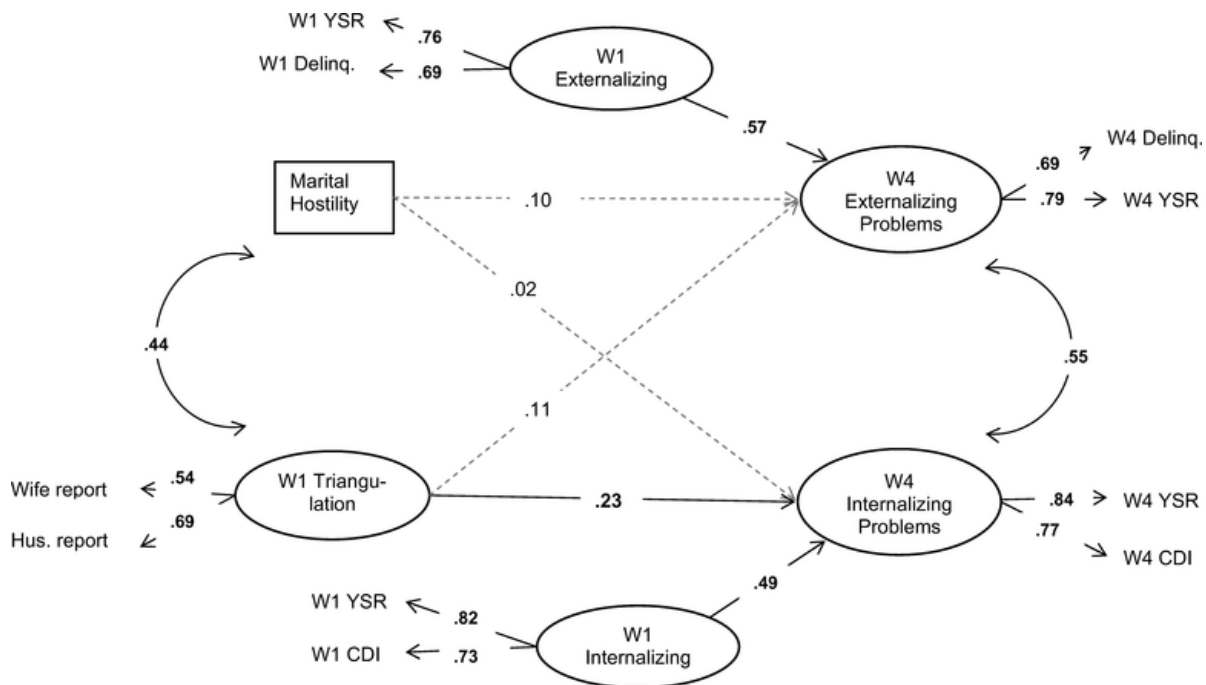 W1 YSR
.76
W1 Delinq.
.69
W1
Externalizing
.57
W4 Delinq.
.69
W4
Externalizing
Problems
.79
W4 YSR
Marital
Hostility
.10
.02
.44
.55
.11
Wife report
.54
W1 Triangu-
lation
.69
Hus. report
.23
W4
Internalizing
Problems
.84
W4 YSR
.77
W4 CDI
.49
W1 YSR
.82
W1 CDI
.73
W1
Internalizing